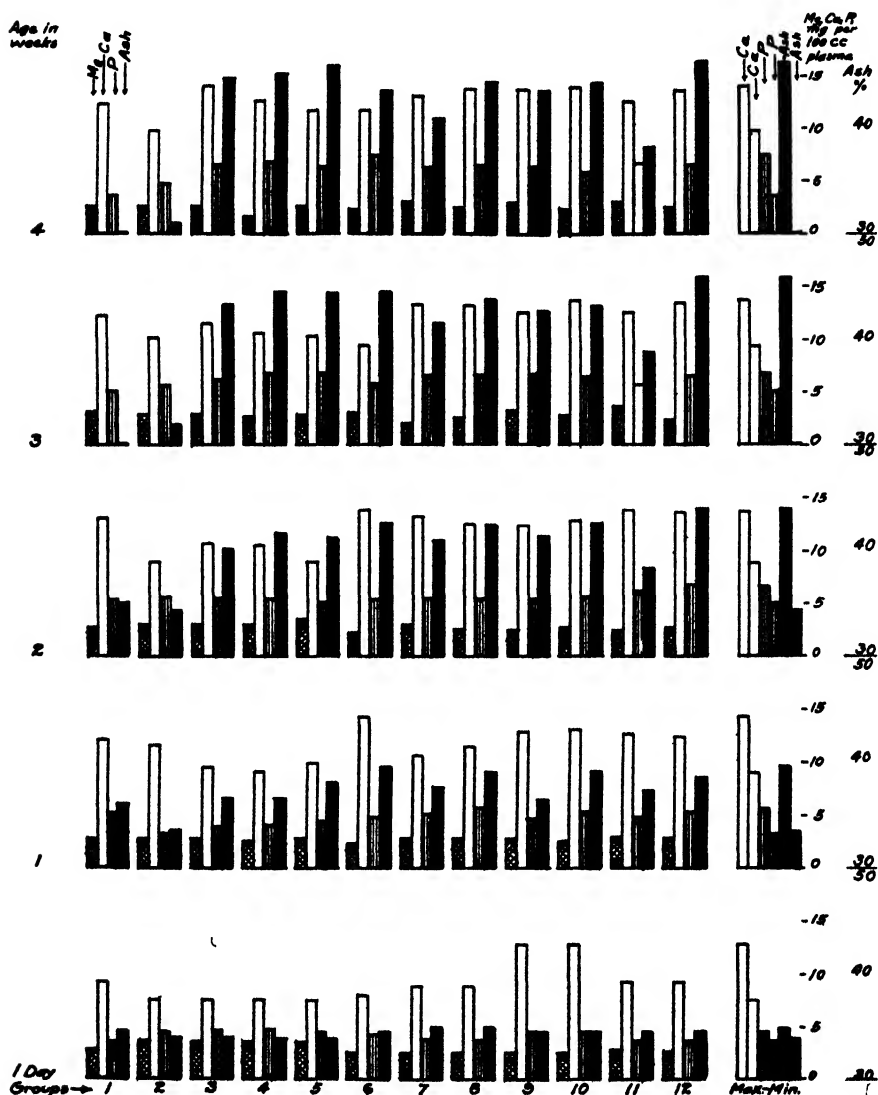 Age in weeks
Mg Ca P Ash
Ca Ca P P Ash Ash
Mg, Ca, P, Mg per 100 cc plasma
Ash %
-15
-10 40
-5
4 0 30
50
-15
-10 40
-5
3 0 30
50
-15
-10 40
-5
2 0 30
50
-15
-10 40
-5
1 0 30
50
-15
-10 40
-5
1 Day 0 30
Groups→ 1 2 3 4 5 6 7 8 9 10 11 12 Max.-Min.